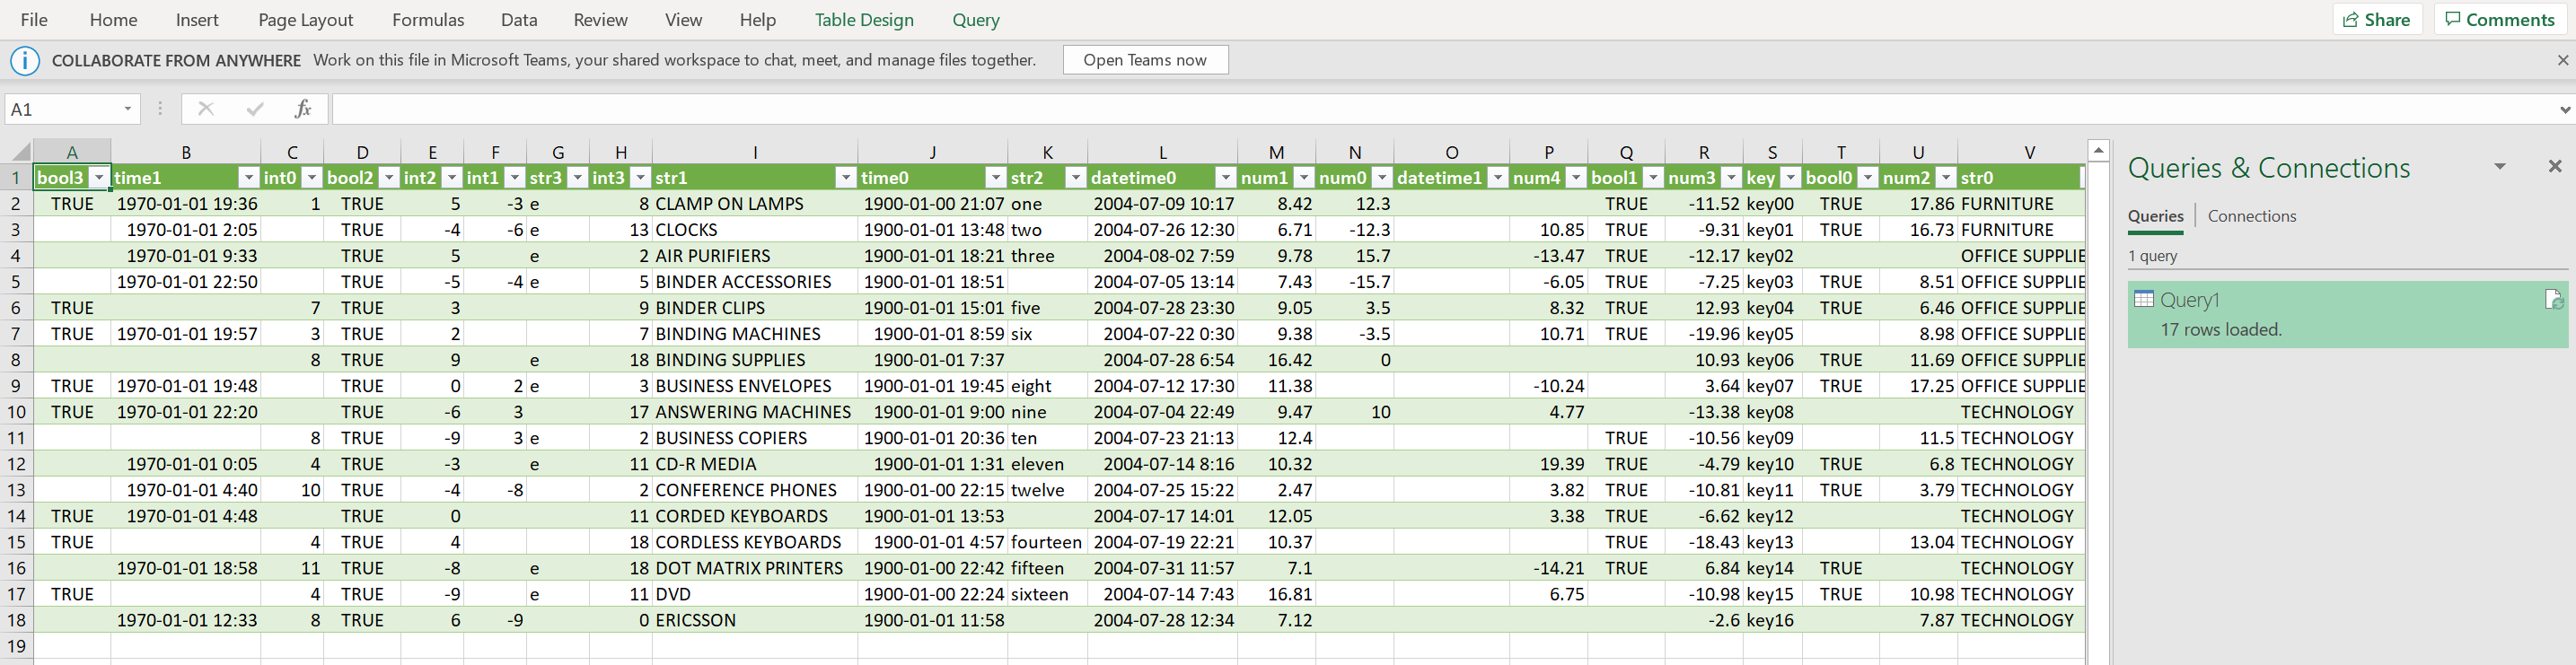 File Home Insert Page Layout Formulas Data Review View Help Table Design Query Share Comments
COLLABORATE FROM ANYWHERE Work on this file in Microsoft Teams, your shared workspace to chat, meet, and manage files together. Open Teams now
A1 fx
A B C D E F G H I J K L M N O P Q R S T U V
1 bool3 time1 int0 bool2 int2 int1 str3 int3 str1 time0 str2 datetime0 num1 num0 datetime1 num4 bool1 num3 key bool0 num2 str0
2 TRUE 1970-01-01 19:36 1 TRUE 5 -3 e 8 CLAMP ON LAMPS 1900-01-00 21:07 one 2004-07-09 10:17 8.42 12.3 TRUE -11.52 key00 TRUE 17.86 FURNITURE
3 1970-01-01 2:05 TRUE -4 -6 e 13 CLOCKS 1900-01-01 13:48 two 2004-07-26 12:30 6.71 -12.3 10.85 TRUE -9.31 key01 TRUE 16.73 FURNITURE
4 1970-01-01 9:33 TRUE 5 e 2 AIR PURIFIERS 1900-01-01 18:21 three 2004-08-02 7:59 9.78 15.7 -13.47 TRUE -12.17 key02 OFFICE SUPPLIE
5 1970-01-01 22:50 TRUE -5 -4 e 5 BINDER ACCESSORIES 1900-01-01 18:51 2004-07-05 13:14 7.43 -15.7 -6.05 TRUE -7.25 key03 TRUE 8.51 OFFICE SUPPLIE
6 TRUE 7 TRUE 3 9 BINDER CLIPS 1900-01-01 15:01 five 2004-07-28 23:30 9.05 3.5 8.32 TRUE 12.93 key04 TRUE 6.46 OFFICE SUPPLIE
7 TRUE 1970-01-01 19:57 3 TRUE 2 7 BINDING MACHINES 1900-01-01 8:59 six 2004-07-22 0:30 9.38 -3.5 10.71 TRUE -19.96 key05 8.98 OFFICE SUPPLIE
8 8 TRUE 9 e 18 BINDING SUPPLIES 1900-01-01 7:37 2004-07-28 6:54 16.42 0 10.93 key06 TRUE 11.69 OFFICE SUPPLIE
9 TRUE 1970-01-01 19:48 TRUE 0 2 e 3 BUSINESS ENVELOPES 1900-01-01 19:45 eight 2004-07-12 17:30 11.38 -10.24 3.64 key07 TRUE 17.25 OFFICE SUPPLIE
10 TRUE 1970-01-01 22:20 TRUE -6 3 17 ANSWERING MACHINES 1900-01-01 9:00 nine 2004-07-04 22:49 9.47 10 4.77 -13.38 key08 TECHNOLOGY
11 8 TRUE -9 3 e 2 BUSINESS COPIERS 1900-01-01 20:36 ten 2004-07-23 21:13 12.4 TRUE -10.56 key09 11.5 TECHNOLOGY
12 1970-01-01 0:05 4 TRUE -3 e 11 CD-R MEDIA 1900-01-01 1:31 eleven 2004-07-14 8:16 10.32 19.39 TRUE -4.79 key10 TRUE 6.8 TECHNOLOGY
13 1970-01-01 4:40 10 TRUE -4 -8 2 CONFERENCE PHONES 1900-01-00 22:15 twelve 2004-07-25 15:22 2.47 3.82 TRUE -10.81 key11 TRUE 3.79 TECHNOLOGY
14 TRUE 1970-01-01 4:48 TRUE 0 11 CORDED KEYBOARDS 1900-01-01 13:53 2004-07-17 14:01 12.05 3.38 TRUE -6.62 key12 TECHNOLOGY
15 TRUE 4 TRUE 4 18 CORDLESS KEYBOARDS 1900-01-01 4:57 fourteen 2004-07-19 22:21 10.37 TRUE -18.43 key13 13.04 TECHNOLOGY
16 1970-01-01 18:58 11 TRUE -8 e 18 DOT MATRIX PRINTERS 1900-01-00 22:42 fifteen 2004-07-31 11:57 7.1 -14.21 TRUE 6.84 key14 TRUE TECHNOLOGY
17 TRUE 4 TRUE -9 e 11 DVD 1900-01-00 22:24 sixteen 2004-07-14 7:43 16.81 6.75 -10.98 key15 TRUE 10.98 TECHNOLOGY
18 1970-01-01 12:33 8 TRUE 6 -9 0 ERICSSON 1900-01-01 11:58 2004-07-28 12:34 7.12 -2.6 key16 7.87 TECHNOLOGY
19
Queries & Connections
Queries Connections
1 query
Query1
17 rows loaded.